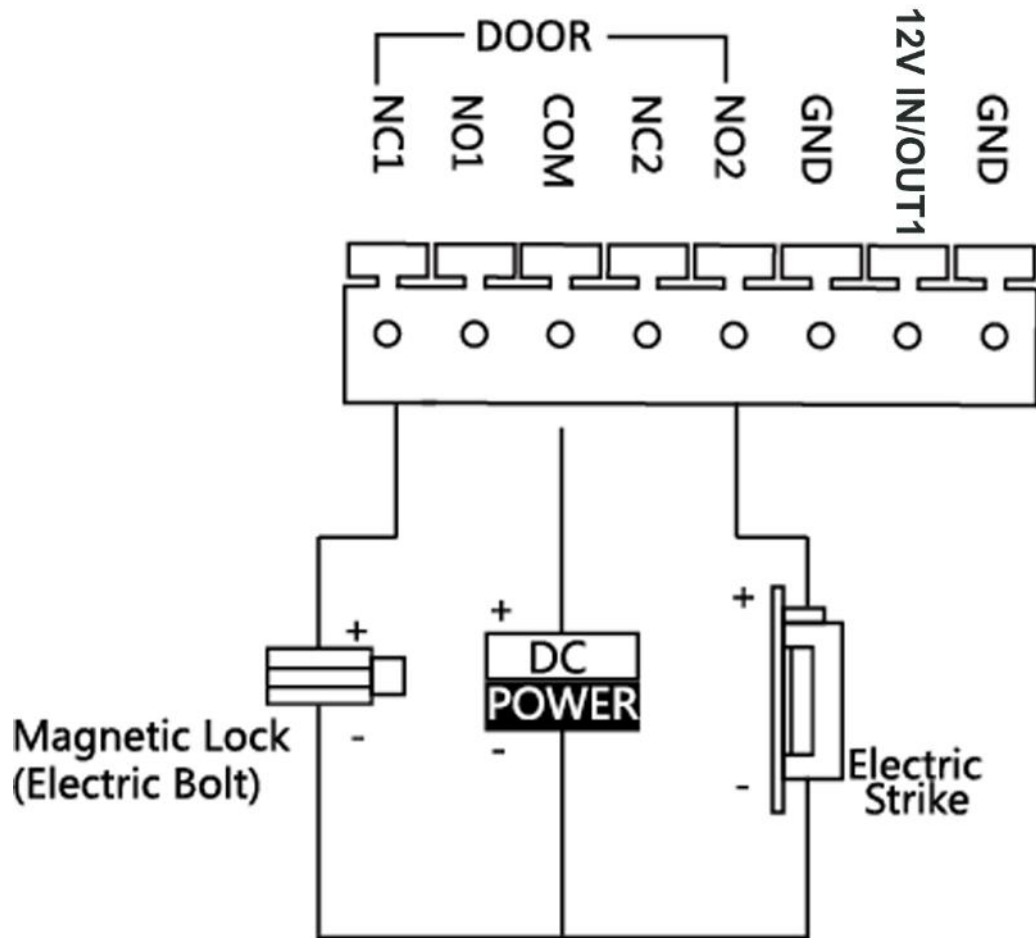 DOOR
NC1
NO1
COM
NC2
NO2
GND
12V IN/OUT1
GND
+
-
Magnetic Lock
(Electric Bolt)
+
DC
POWER
-
+
-
Electric
Strike